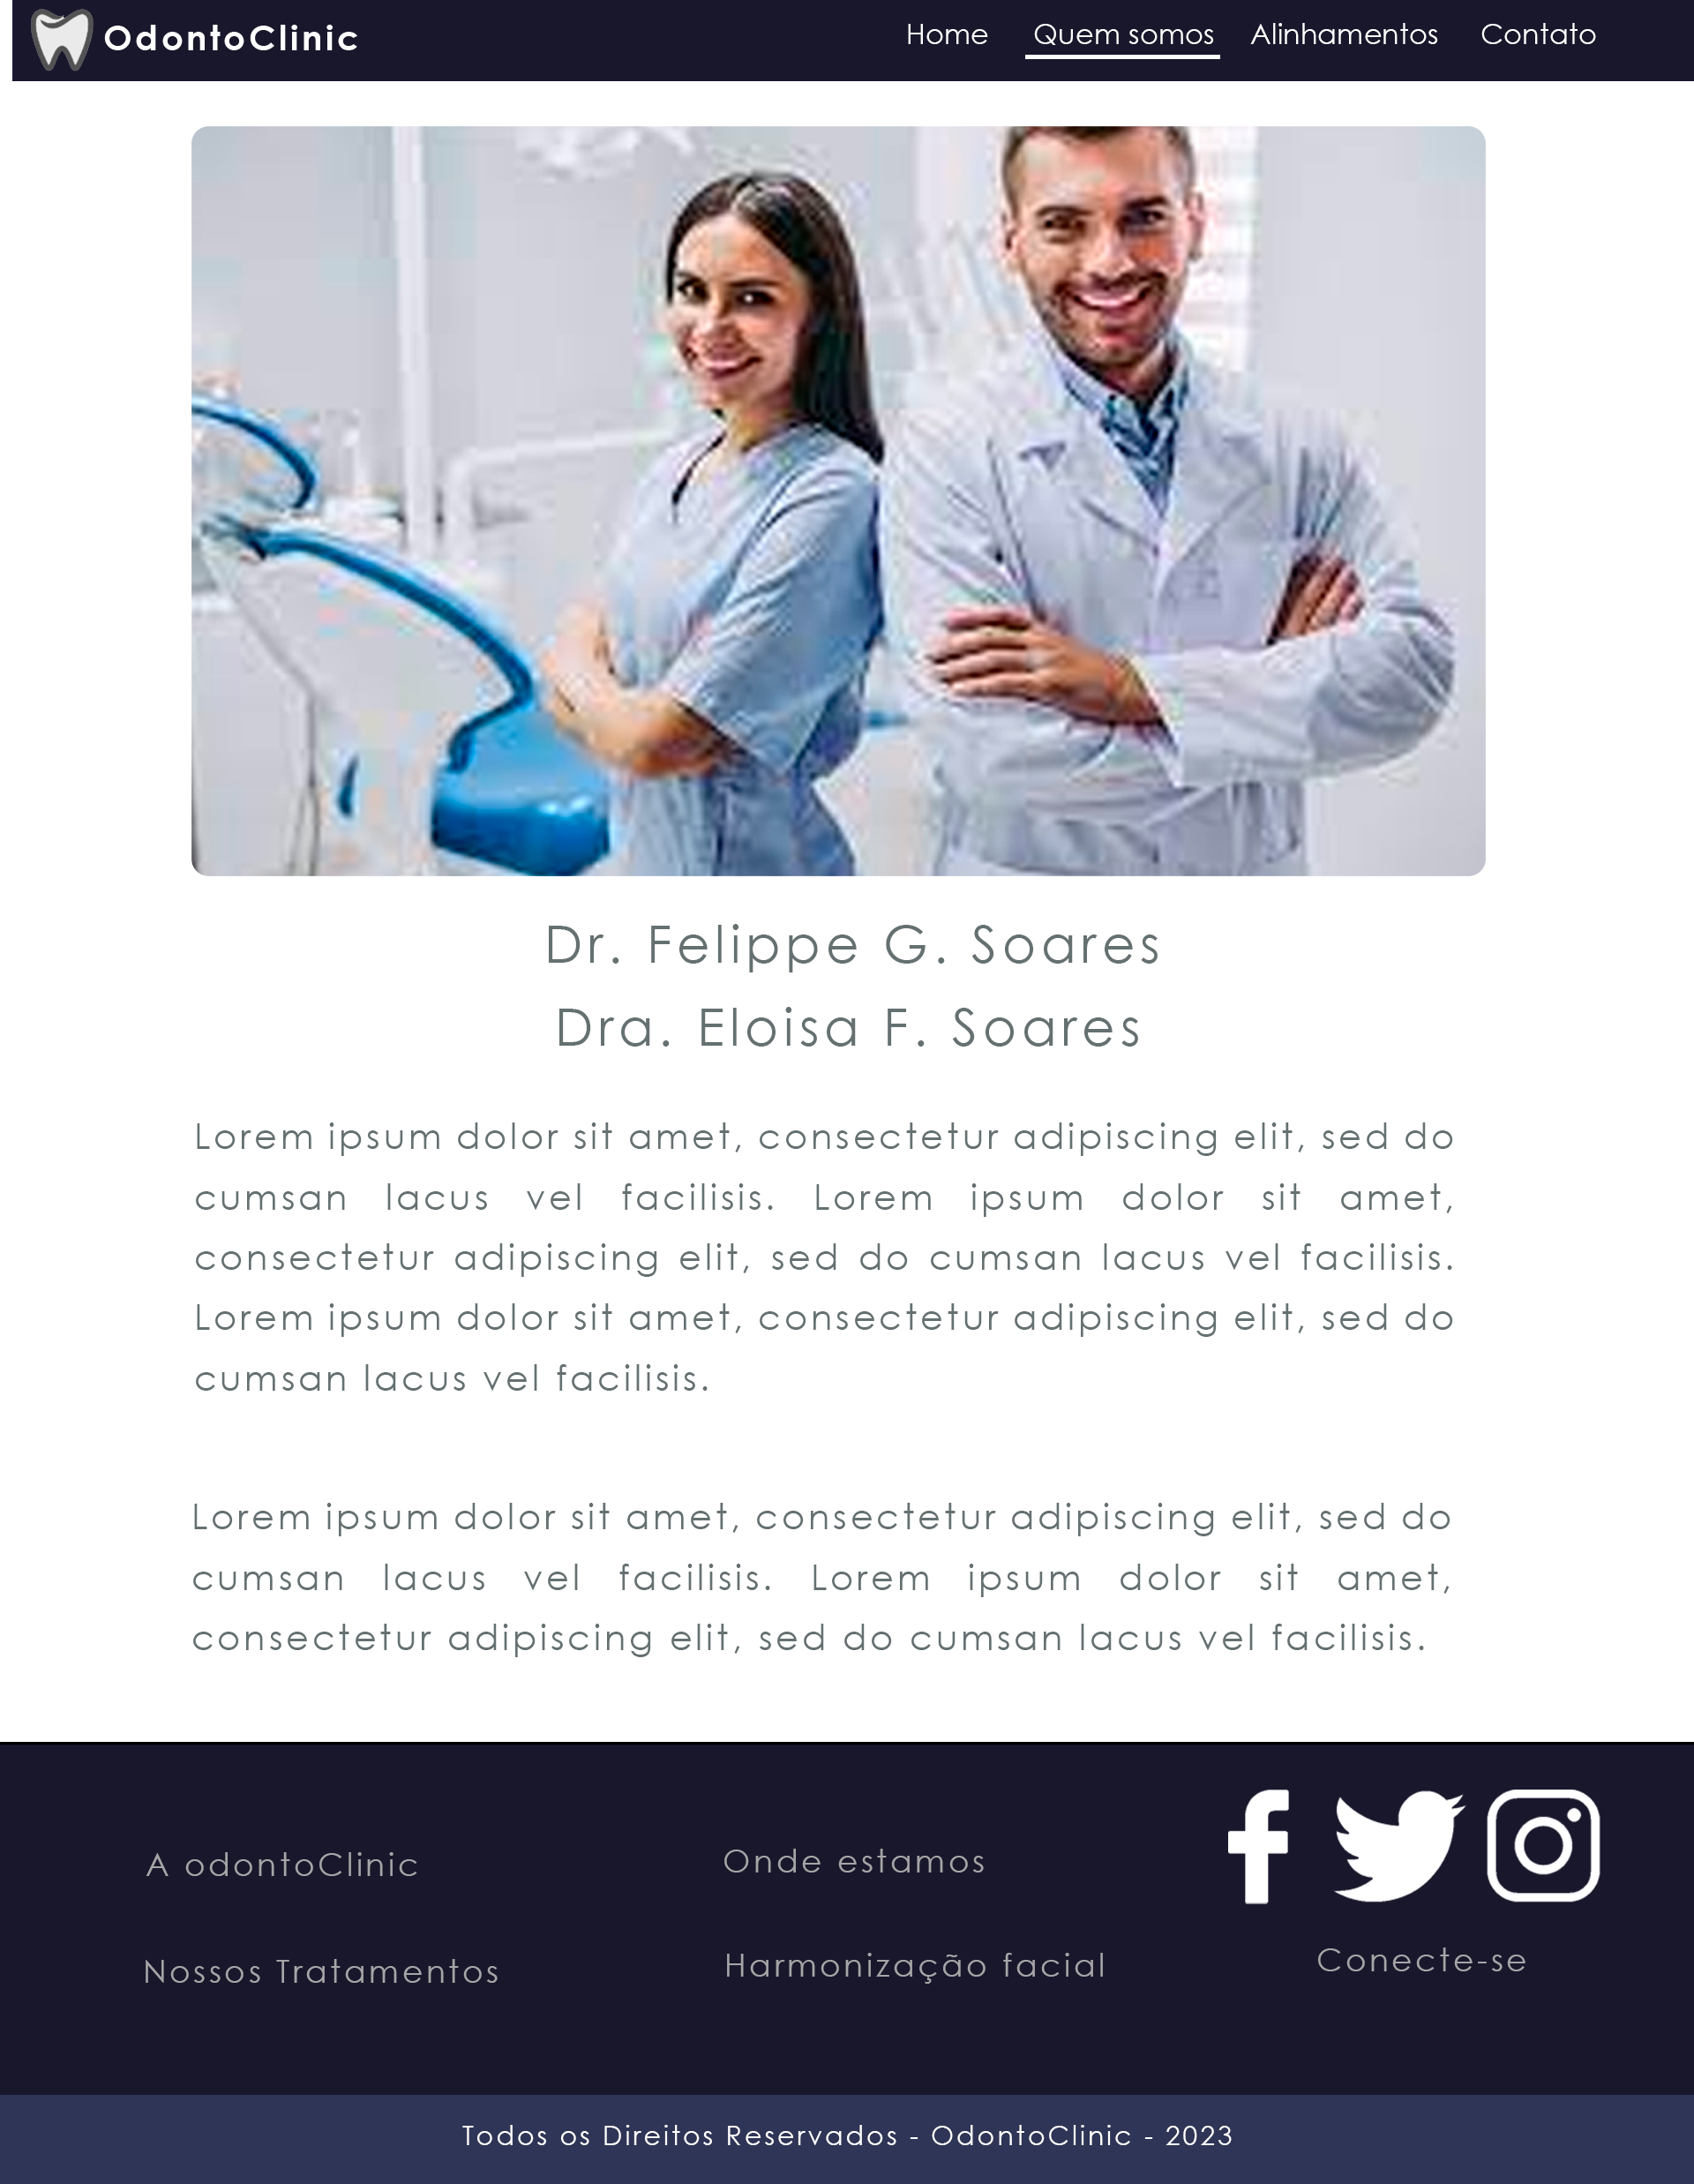 OdontoClinic
Home Quem somos Alinhamentos Contato
Dr. Felippe G. Soares
Dra. Eloisa F. Soares
Lorem ipsum dolor sit amet, consectetur adipiscing elit, sed do
cumsan lacus vel facilisis. Lorem ipsum dolor sit amet,
consectetur adipiscing elit, sed do cumsan lacus vel facilisis.
Lorem ipsum dolor sit amet, consectetur adipiscing elit, sed do
cumsan lacus vel facilisis.
Lorem ipsum dolor sit amet, consectetur adipiscing elit, sed do
cumsan lacus vel facilisis. Lorem ipsum dolor sit amet,
consectetur adipiscing elit, sed do cumsan lacus vel facilisis.
A odontoClinic
Nossos Tratamentos
Onde estamos
Harmonização facial
Conecte-se
Todos os Direitos Reservados - OdontoClinic - 2023